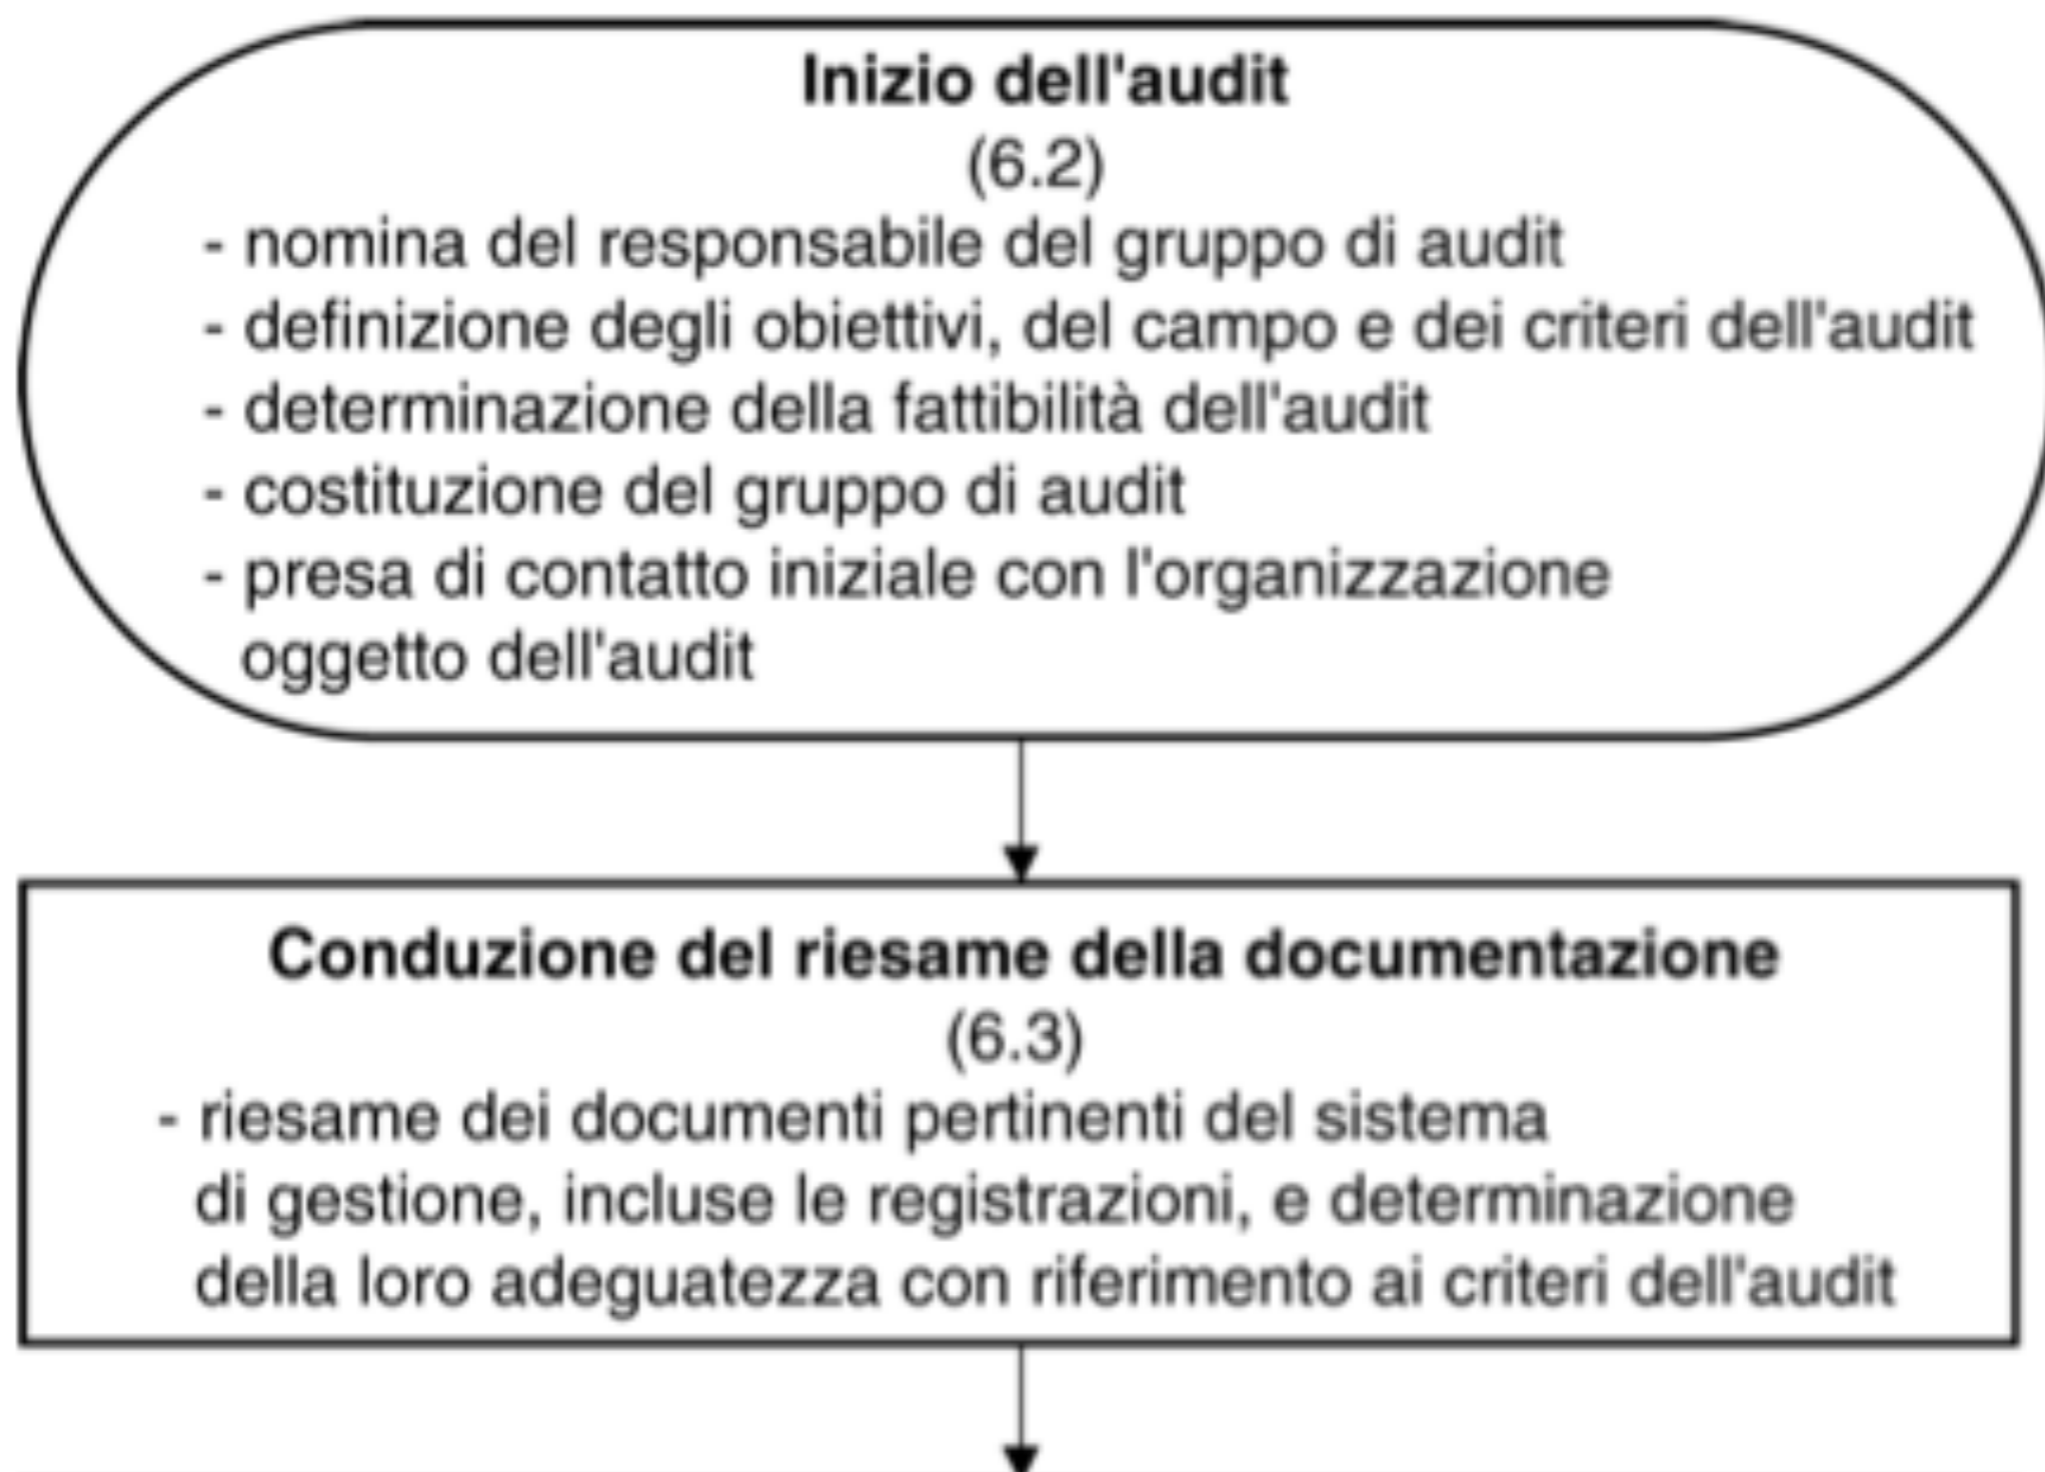 Inizio dell'audit
(6.2)
- nomina del responsabile del gruppo di audit
- definizione degli obiettivi, del campo e dei criteri dell'audit
- determinazione della fattibilità dell'audit
- costituzione del gruppo di audit
- presa di contatto iniziale con l'organizzazione
oggetto dell'audit
Conduzione del riesame della documentazione
(6.3)
- riesame dei documenti pertinenti del sistema
di gestione, incluse le registrazioni, e determinazione
della loro adeguatezza con riferimento ai criteri dell'audit